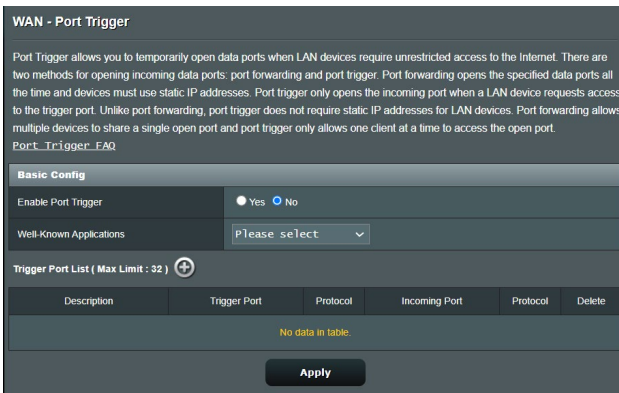 WAN - Port Trigger
Port Trigger allows you to temporarily open data ports when LAN devices require unrestricted access to the Internet. There are
two methods for opening incoming data ports: port forwarding and port trigger. Port forwarding opens the specified data ports all
the time and devices must use static IP addresses. Port trigger only opens the incoming port when a LAN device requests access
to the trigger port. Unlike port forwarding, port trigger does not require static IP addresses for LAN devices. Port forwarding allows
multiple devices to share a single open port and port trigger only allows one client at a time to access the open port.
Port Trigger FAQ
Basic Config
Enable Port Trigger Yes No
Well-Known Applications Please select
Trigger Port List ( Max Limit : 32 )
Description Trigger Port Protocol Incoming Port Protocol Delete
No data in table.
Apply